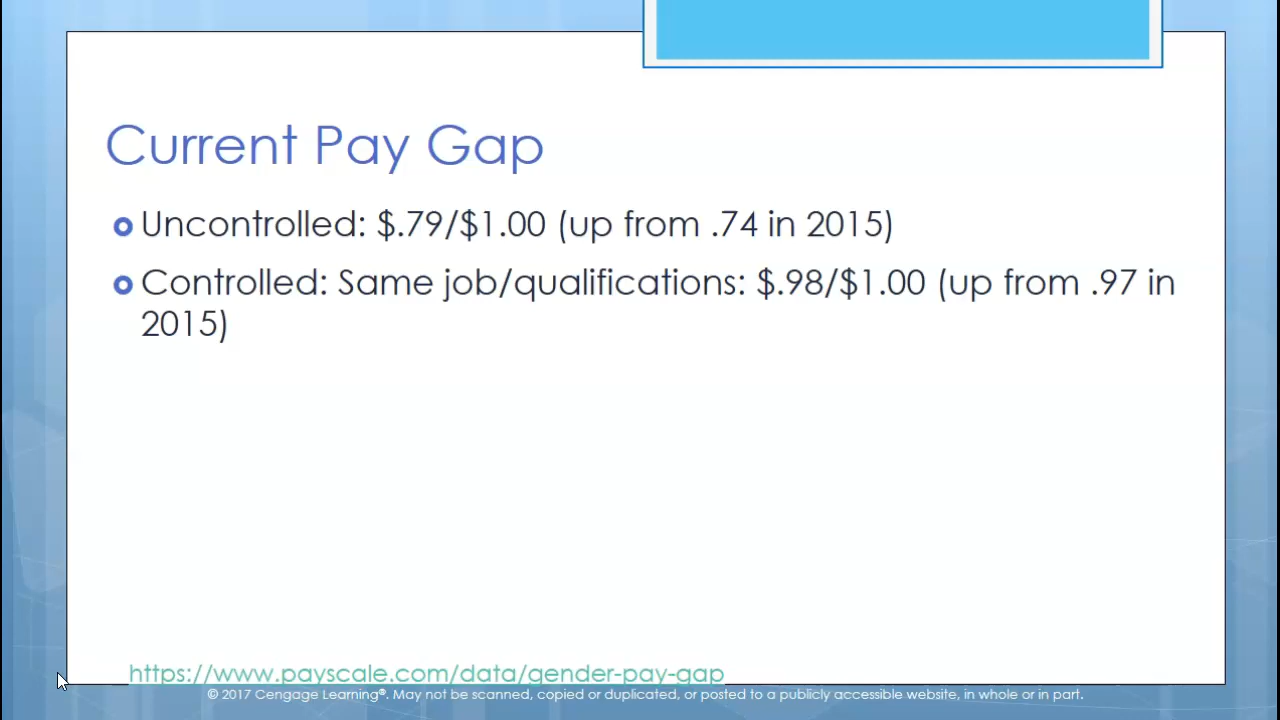 Current Pay Gap
Uncontrolled: $.79/$1.00 (up from .74 in 2015)
Controlled: Same job/qualifications: $.98/$1.00 (up from .97 in
2015)
https://www.payscale.com/data/gender-pay-gap
© 2017 Cengage Learning®. May not be scanned, copied or duplicated, or posted to a publicly accessible website, in whole or in part.